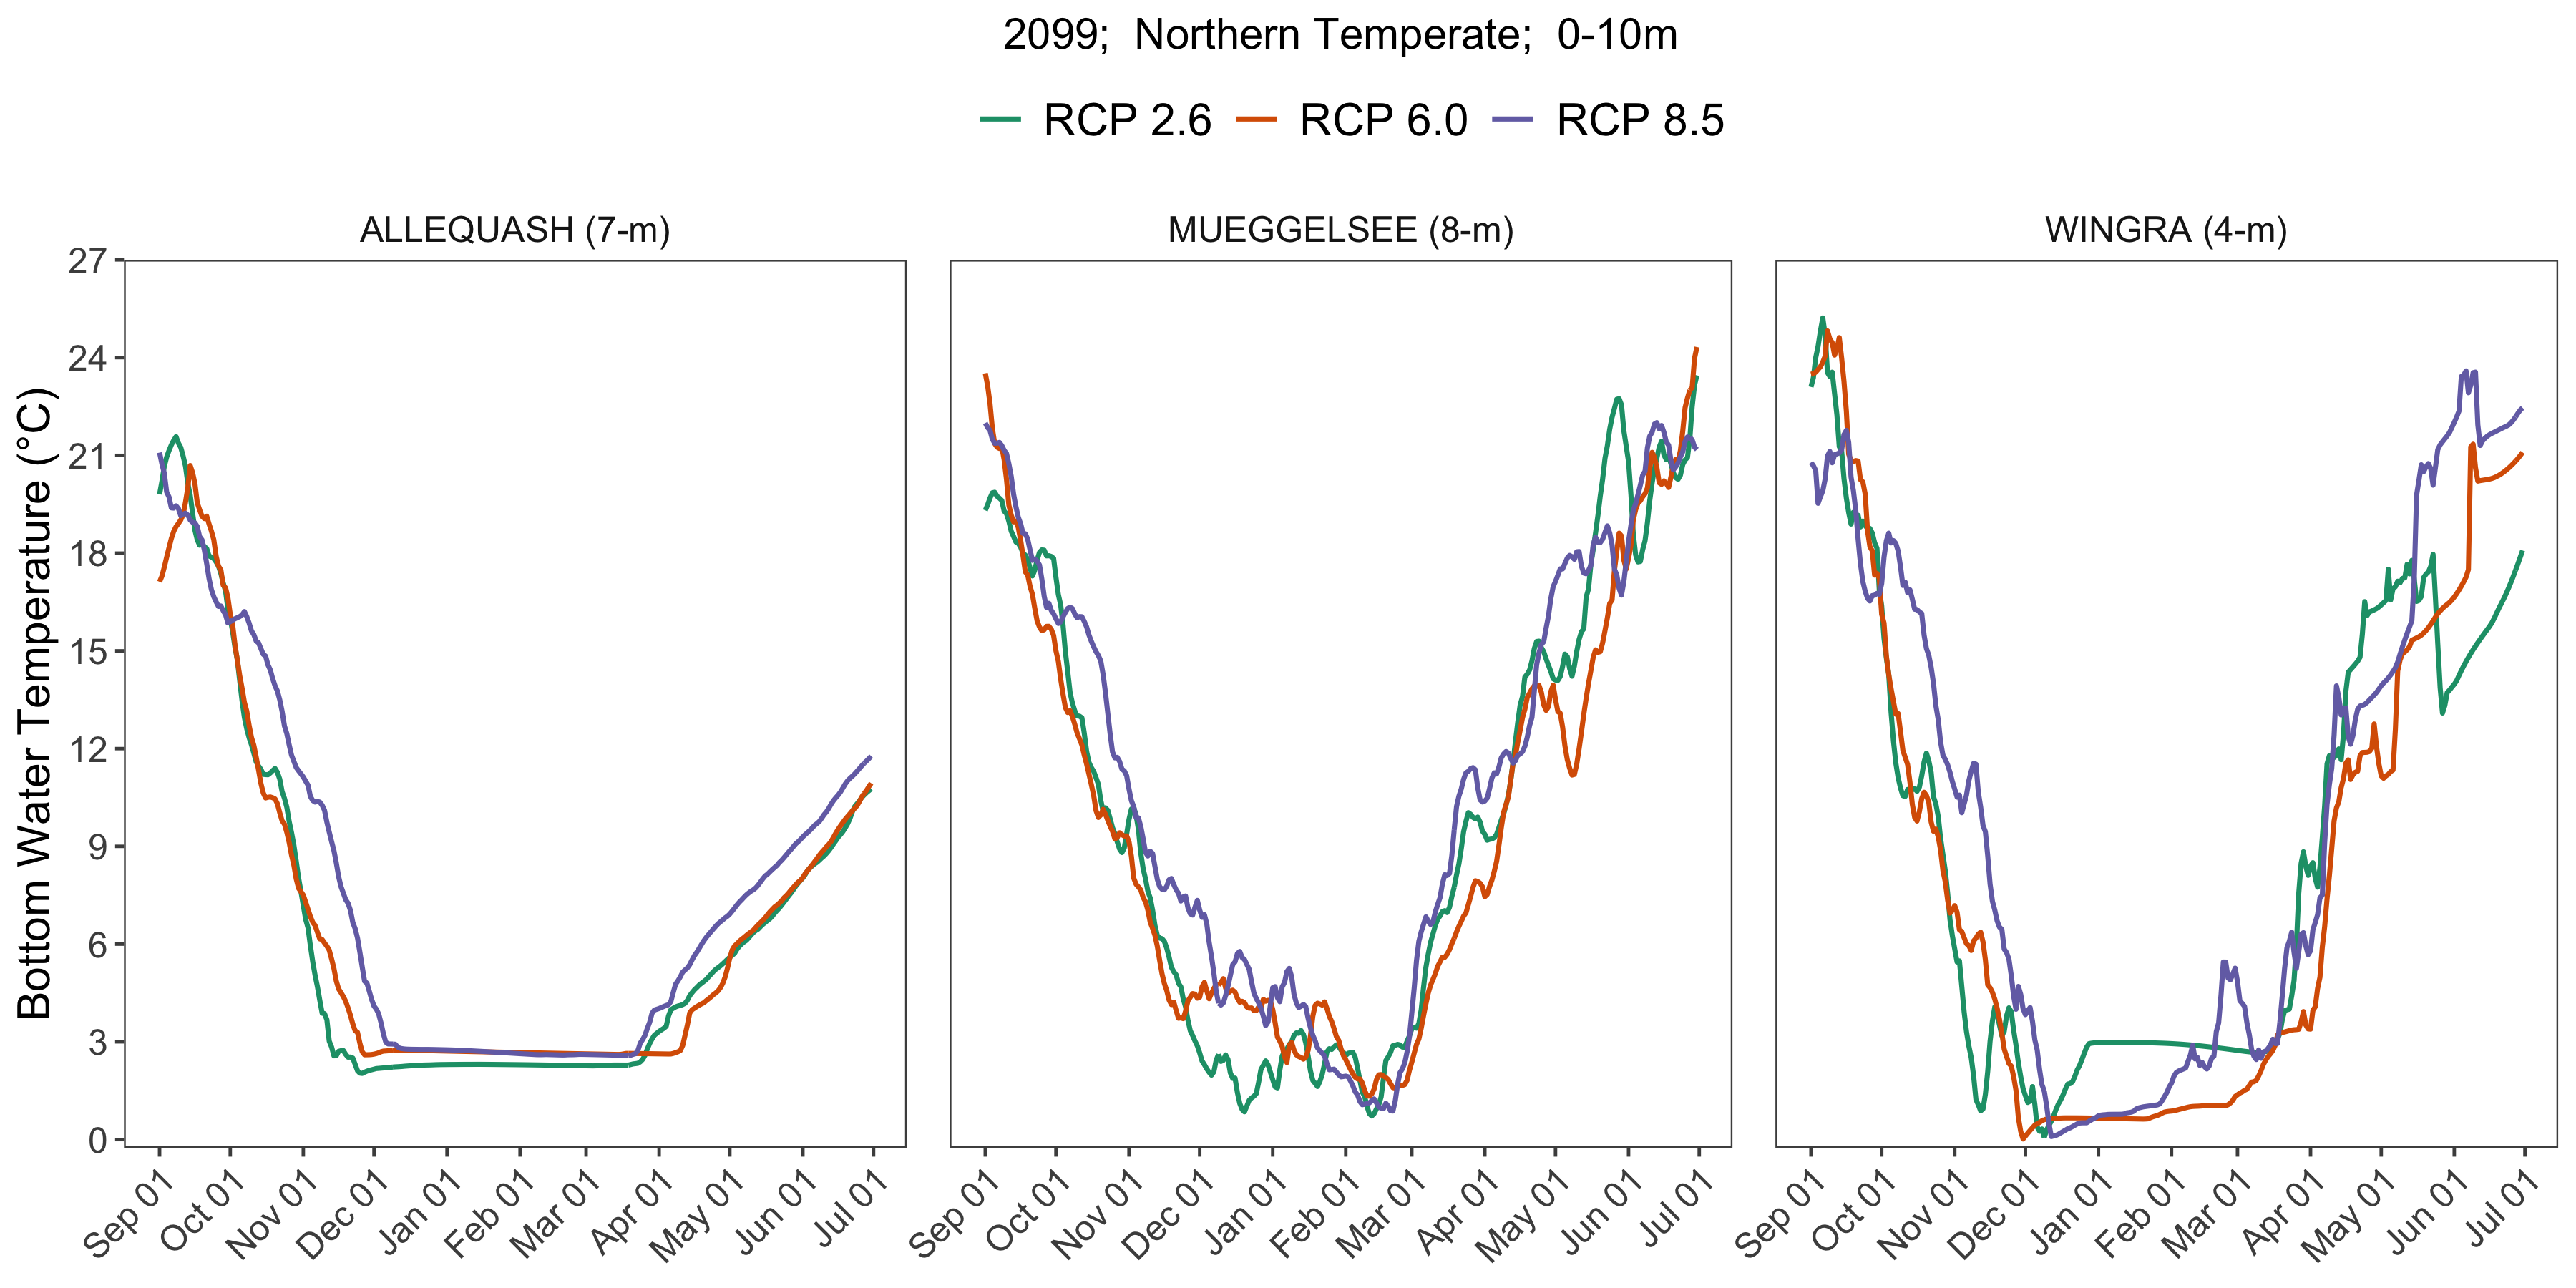 2099;  Northern Temperate;  0-10m
RCP 2.6 RCP 6.0 RCP 8.5
ALLEQUASH (7-m) MUEGGELSEE (8-m) WINGRA (4-m)
Bottom Water Temperature (°C)
27
24
21
18
15
12
9
6
3
0
Sep 01 Oct 01 Nov 01 Dec 01 Jan 01 Feb 01 Mar 01 Apr 01 May 01 Jun 01 Jul 01
Sep 01 Oct 01 Nov 01 Dec 01 Jan 01 Feb 01 Mar 01 Apr 01 May 01 Jun 01 Jul 01
Sep 01 Oct 01 Nov 01 Dec 01 Jan 01 Feb 01 Mar 01 Apr 01 May 01 Jun 01 Jul 01